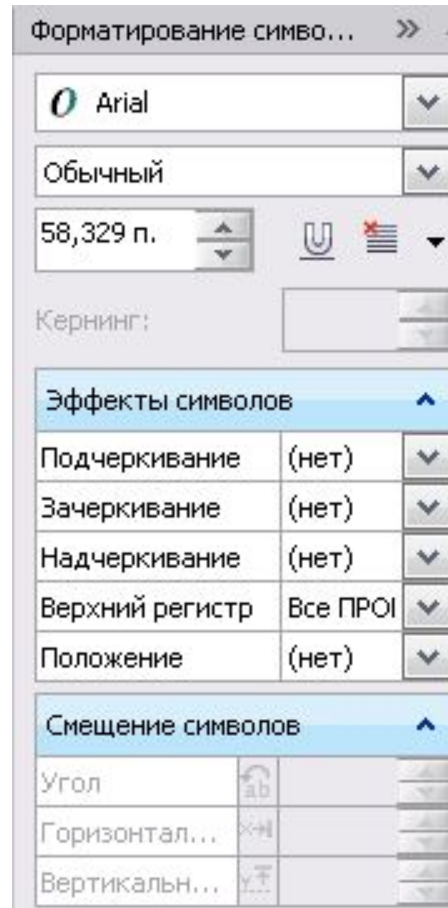 Форматирование симво... »
O Arial
Обычный
58,329 п. U
Кернинг:
Эффекты символов
Подчеркивание (нет)
Зачеркивание (нет)
Надчеркивание (нет)
Верхний регистр Все ПРОІ
Положение (нет)
Смещение символов
Угол ab
Горизонтал...
Вертикальн...